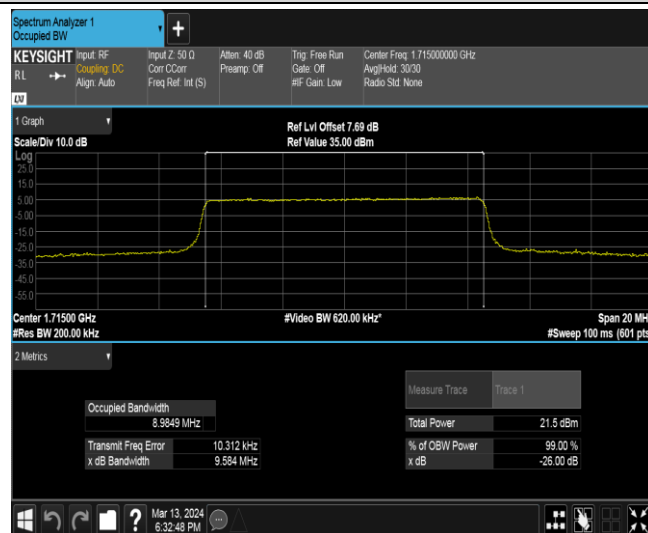 Spectrum Analyzer 1
Occupied BW
+
KEYSIGHT Input: RF Input Z: 50 Ω Atten: 40 dB Trig: Free Run Center Freq: 1.715000000 GHz
RL Coupling: DC Corr CCorr Preamp: Off Gate: Off Avg|Hold: 30/30
Align: Auto Freq Ref: Int (S) #IF Gain: Low Radio Std: None
LXI
1 Graph Ref Lvl Offset 7.69 dB
Scale/Div 10.0 dB Ref Value 35.00 dBm
Log
25.0
15.0
5.00
-5.00
-15.0
-25.0
-35.0
-45.0
-55.0
Center 1.71500 GHz #Video BW 620.00 kHz* Span 20 MH
#Res BW 200.00 kHz #Sweep 100 ms (601 pts
2 Metrics
Measure Trace Trace 1
Occupied Bandwidth
8.9849 MHz Total Power 21.5 dBm
Transmit Freq Error 10.312 kHz % of OBW Power 99.00 %
x dB Bandwidth 9.584 MHz x dB -26.00 dB
? Mar 13, 2024
6:32:48 PM